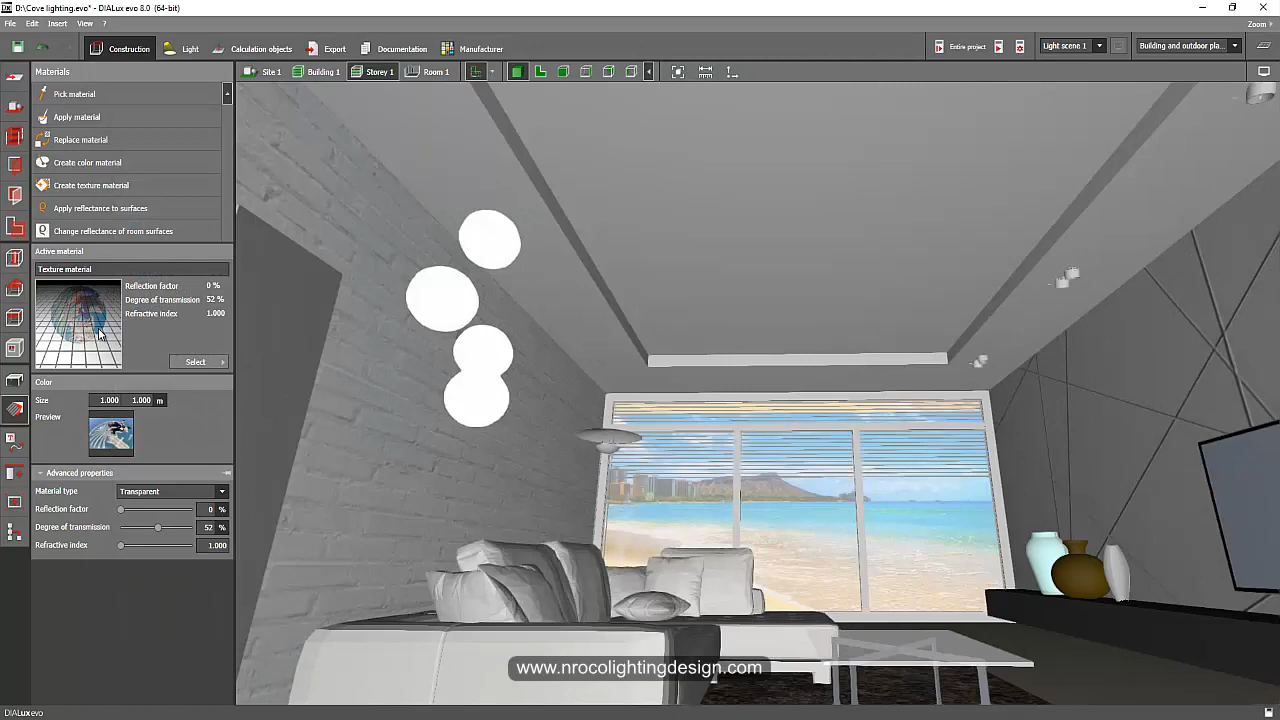 D:\Cove lighting.evo* - DIALux evo 8.0 (64-bit)
File Edit Insert View ?
Zoom
Construction Light Calculation objects Export Documentation Manufacturer Entire project Light scene 1 Building and outdoor pla...
Materials
Site 1 Building 1 Storey 1 Room 1
Pick material
Apply material
Replace material
Create color material
Create texture material
Apply reflectance to surfaces
Change reflectance of room surfaces
Active material
Texture material
Reflection factor 0 %
Degree of transmission 52 %
Refractive index 1.000
Select
Color
Size 1.000 1.000 m
Preview
Advanced properties
Material type Transparent
Reflection factor 0 %
Degree of transmission 52 %
Refractive index 1.000
www.nrocolightingdesign.com
DIALux evo